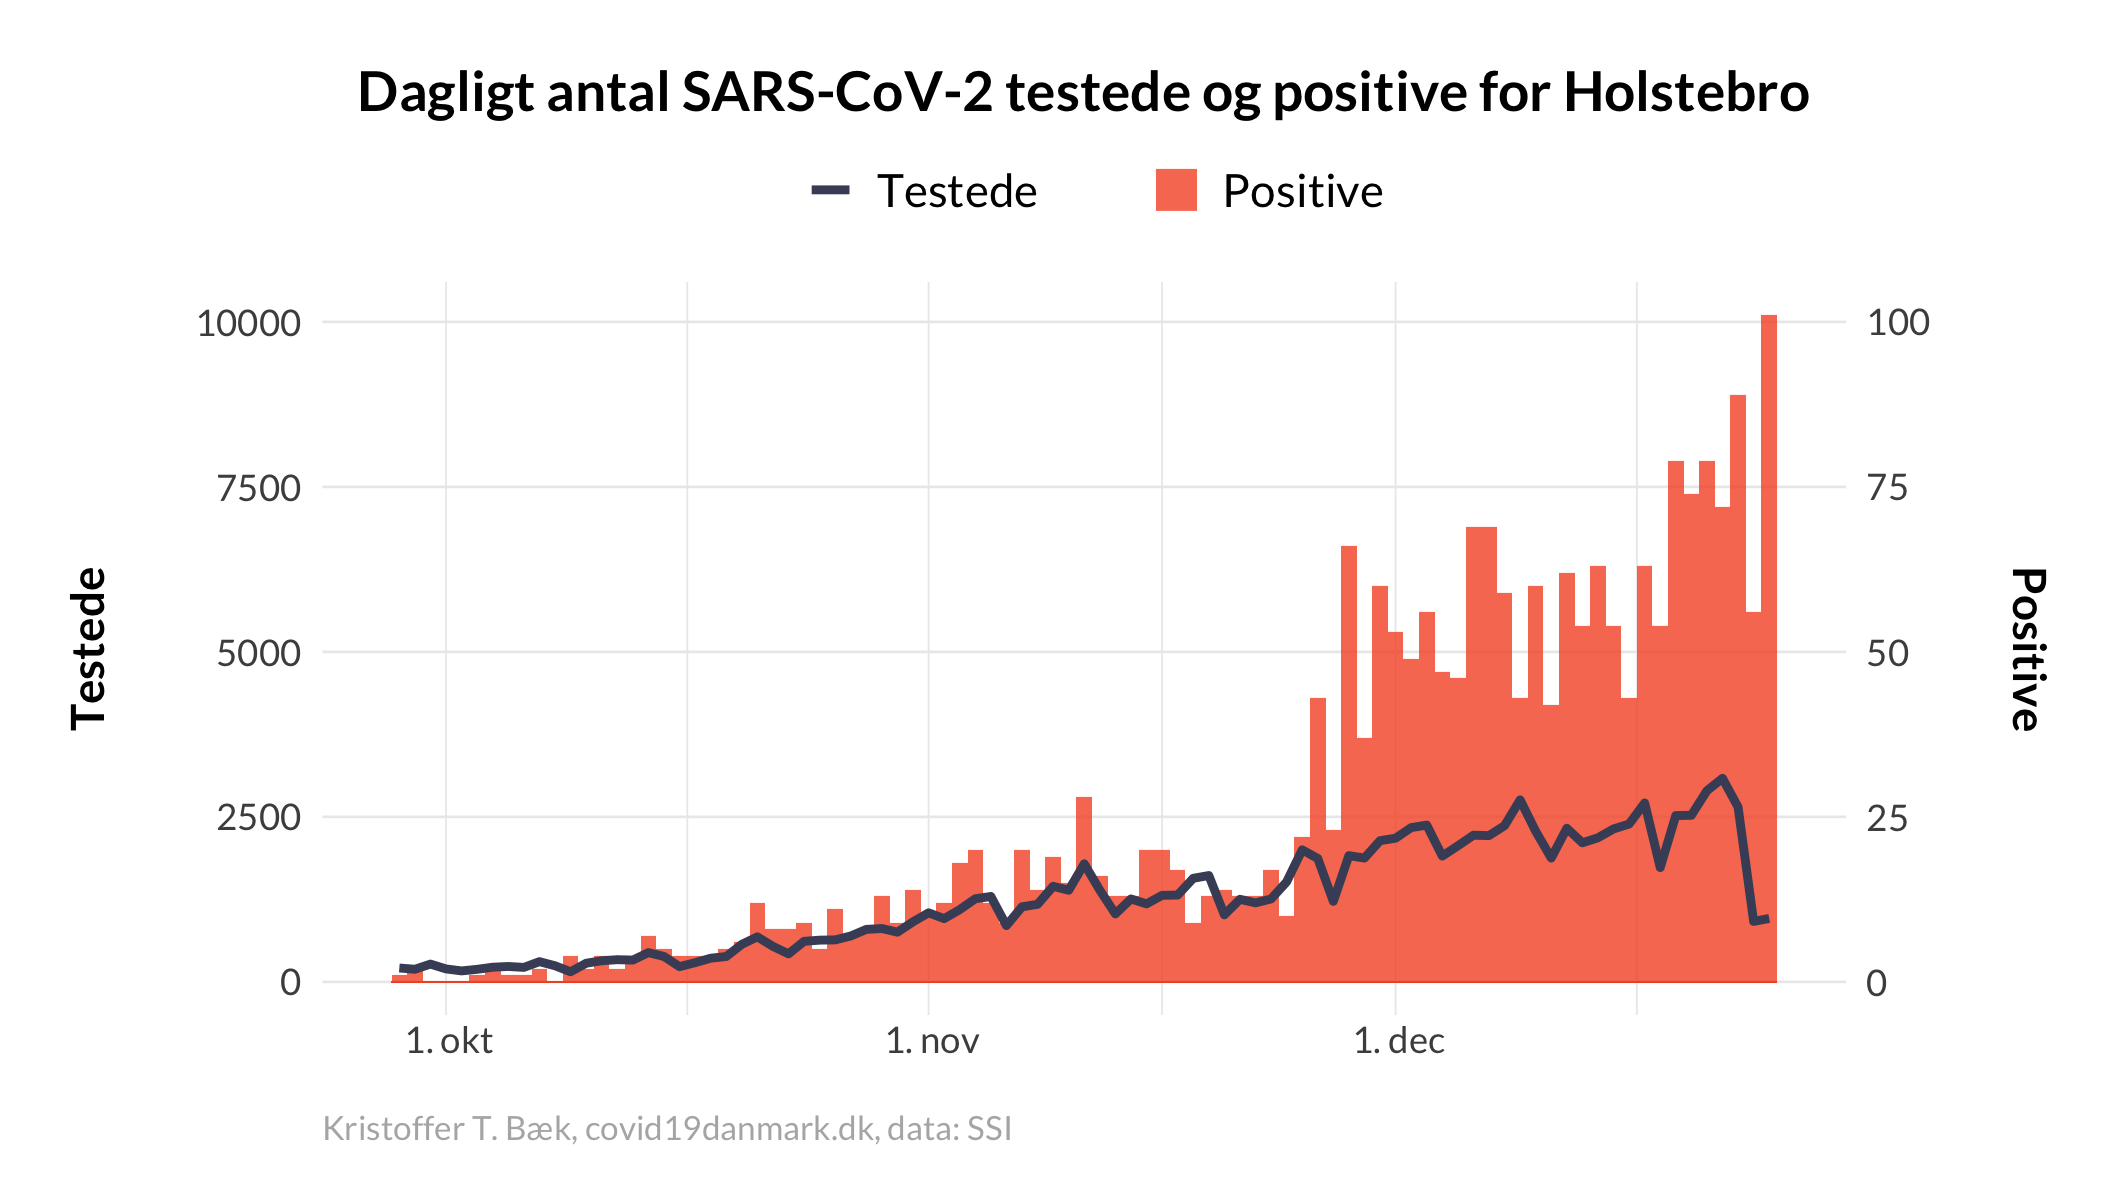 Dagligt antal SARS-CoV-2 testede og positive for Holstebro
Testede
Positive
10000
7500
5000
2500
0
Testede
100
75
50
25
0
Positive
1. okt
1. nov
1. dec
Kristoffer T. Bæk, covid19danmark.dk, data: SSI